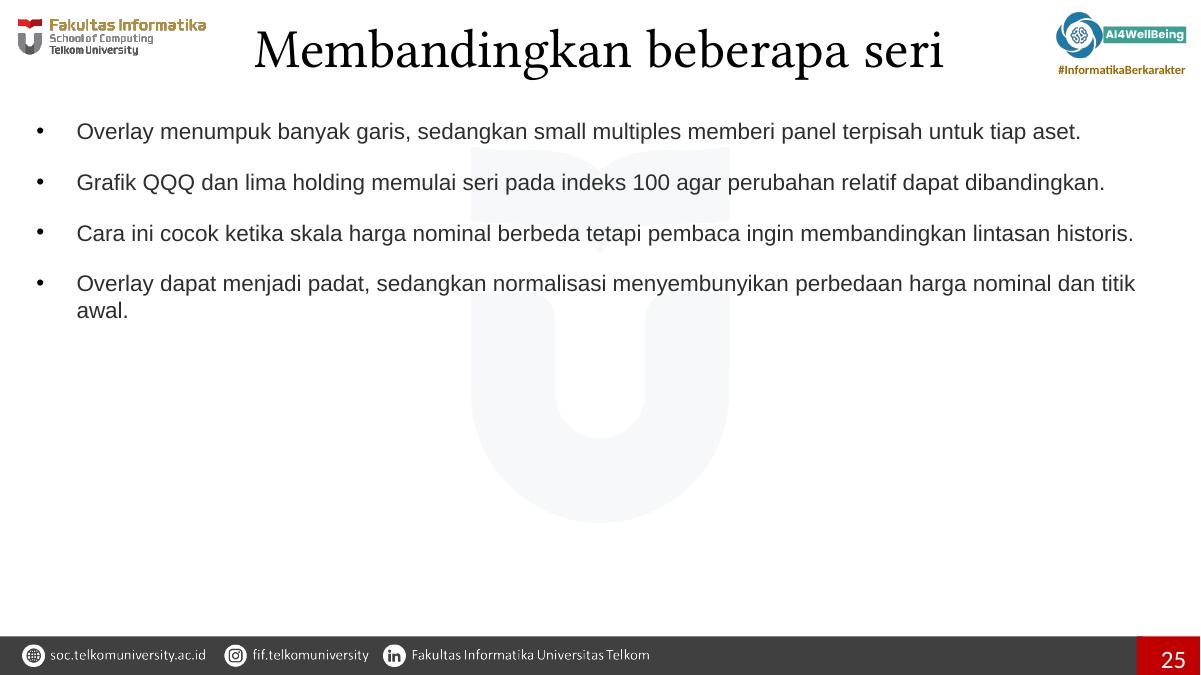 Fakultas Informatika
School of Computing
Telkom University
Membandingkan beberapa seri
AI4WellBeing
#InformatikaBerkarakter
• Overlay menumpuk banyak garis, sedangkan small multiples memberi panel terpisah untuk tiap aset.
• Grafik QQQ dan lima holding memulai seri pada indeks 100 agar perubahan relatif dapat dibandingkan.
• Cara ini cocok ketika skala harga nominal berbeda tetapi pembaca ingin membandingkan lintasan historis.
• Overlay dapat menjadi padat, sedangkan normalisasi menyembunyikan perbedaan harga nominal dan titik
awal.
soc.telkomuniversity.ac.id fif.telkomuniversity in Fakultas Informatika Universitas Telkom
25